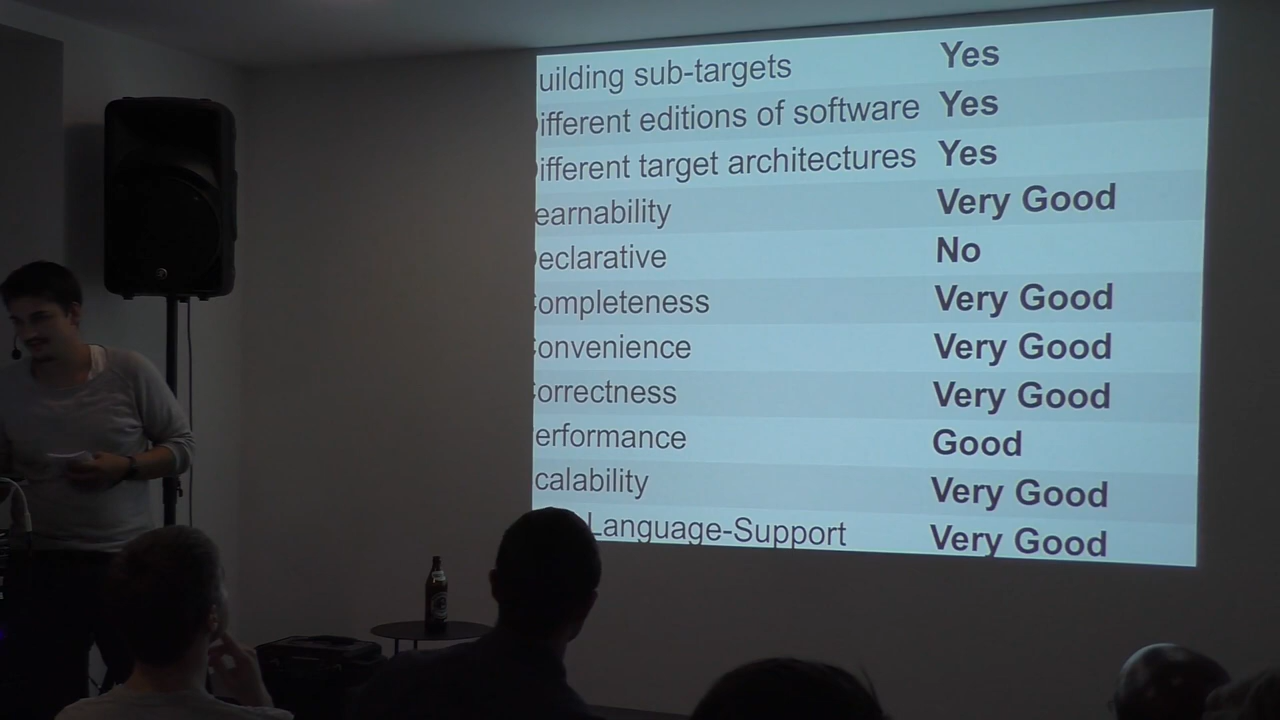 uilding sub-targets Yes
ifferent editions of software Yes
ifferent target architectures Yes
earnability Very Good
eclarative No
ompleteness Very Good
onvenience Very Good
orrectness Very Good
erformance Good
calability Very Good
Language-Support Very Good